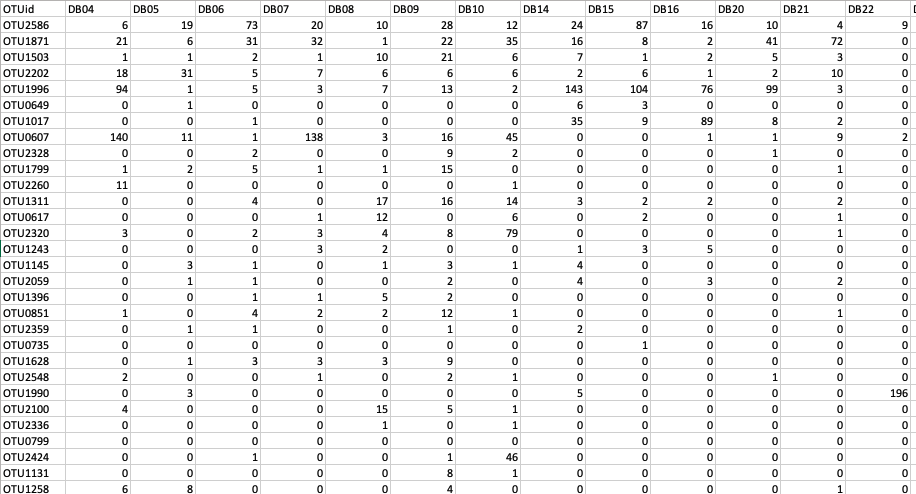 OTUid DB04 DB05 DB06 DB07 DB08 DB09 DB10 DB14 DB15 DB16 DB20 DB21 DB22
OTU2586 6 19 73 20 10 28 12 24 87 16 10 4 9
OTU1871 21 6 31 32 1 22 35 16 8 2 41 72 0
OTU1503 1 1 2 1 10 21 6 7 1 2 5 3 0
OTU2202 18 31 5 7 6 6 6 2 6 1 2 10 0
OTU1996 94 1 5 3 7 13 2 143 104 76 99 3 0
OTU0649 0 1 0 0 0 0 0 6 3 0 0 0 0
OTU1017 0 0 1 0 0 0 0 35 9 89 8 2 0
OTU0607 140 11 1 138 3 16 45 0 0 1 1 9 2
OTU2328 0 0 2 0 0 9 2 0 0 0 1 0 0
OTU1799 1 2 5 1 1 15 0 0 0 0 0 1 0
OTU2260 11 0 0 0 0 0 1 0 0 0 0 0 0
OTU1311 0 0 4 0 17 16 14 3 2 2 0 2 0
OTU0617 0 0 0 1 12 0 6 0 2 0 0 1 0
OTU2320 3 0 2 3 4 8 79 0 0 0 0 1 0
OTU1243 0 0 0 3 2 0 0 1 3 5 0 0 0
OTU1145 0 3 1 0 1 3 1 4 0 0 0 0 0
OTU2059 0 1 1 0 0 2 0 4 0 3 0 2 0
OTU1396 0 0 1 1 5 2 0 0 0 0 0 0 0
OTU0851 1 0 4 2 2 12 1 0 0 0 0 1 0
OTU2359 0 1 1 0 0 1 0 2 0 0 0 0 0
OTU0735 0 0 0 0 0 0 0 0 1 0 0 0 0
OTU1628 0 1 3 3 3 9 0 0 0 0 0 0 0
OTU2548 2 0 0 1 0 2 1 0 0 0 1 0 0
OTU1990 0 3 0 0 0 0 0 5 0 0 0 0 196
OTU2100 4 0 0 0 15 5 1 0 0 0 0 0 0
OTU2336 0 0 0 0 1 0 1 0 0 0 0 0 0
OTU0799 0 0 0 0 0 0 0 0 0 0 0 0 0
OTU2424 0 0 1 0 0 1 46 0 0 0 0 0 0
OTU1131 0 0 0 0 0 8 1 0 0 0 0 0 0
OTU1258 6 8 0 0 0 4 0 0 0 0 0 1 0